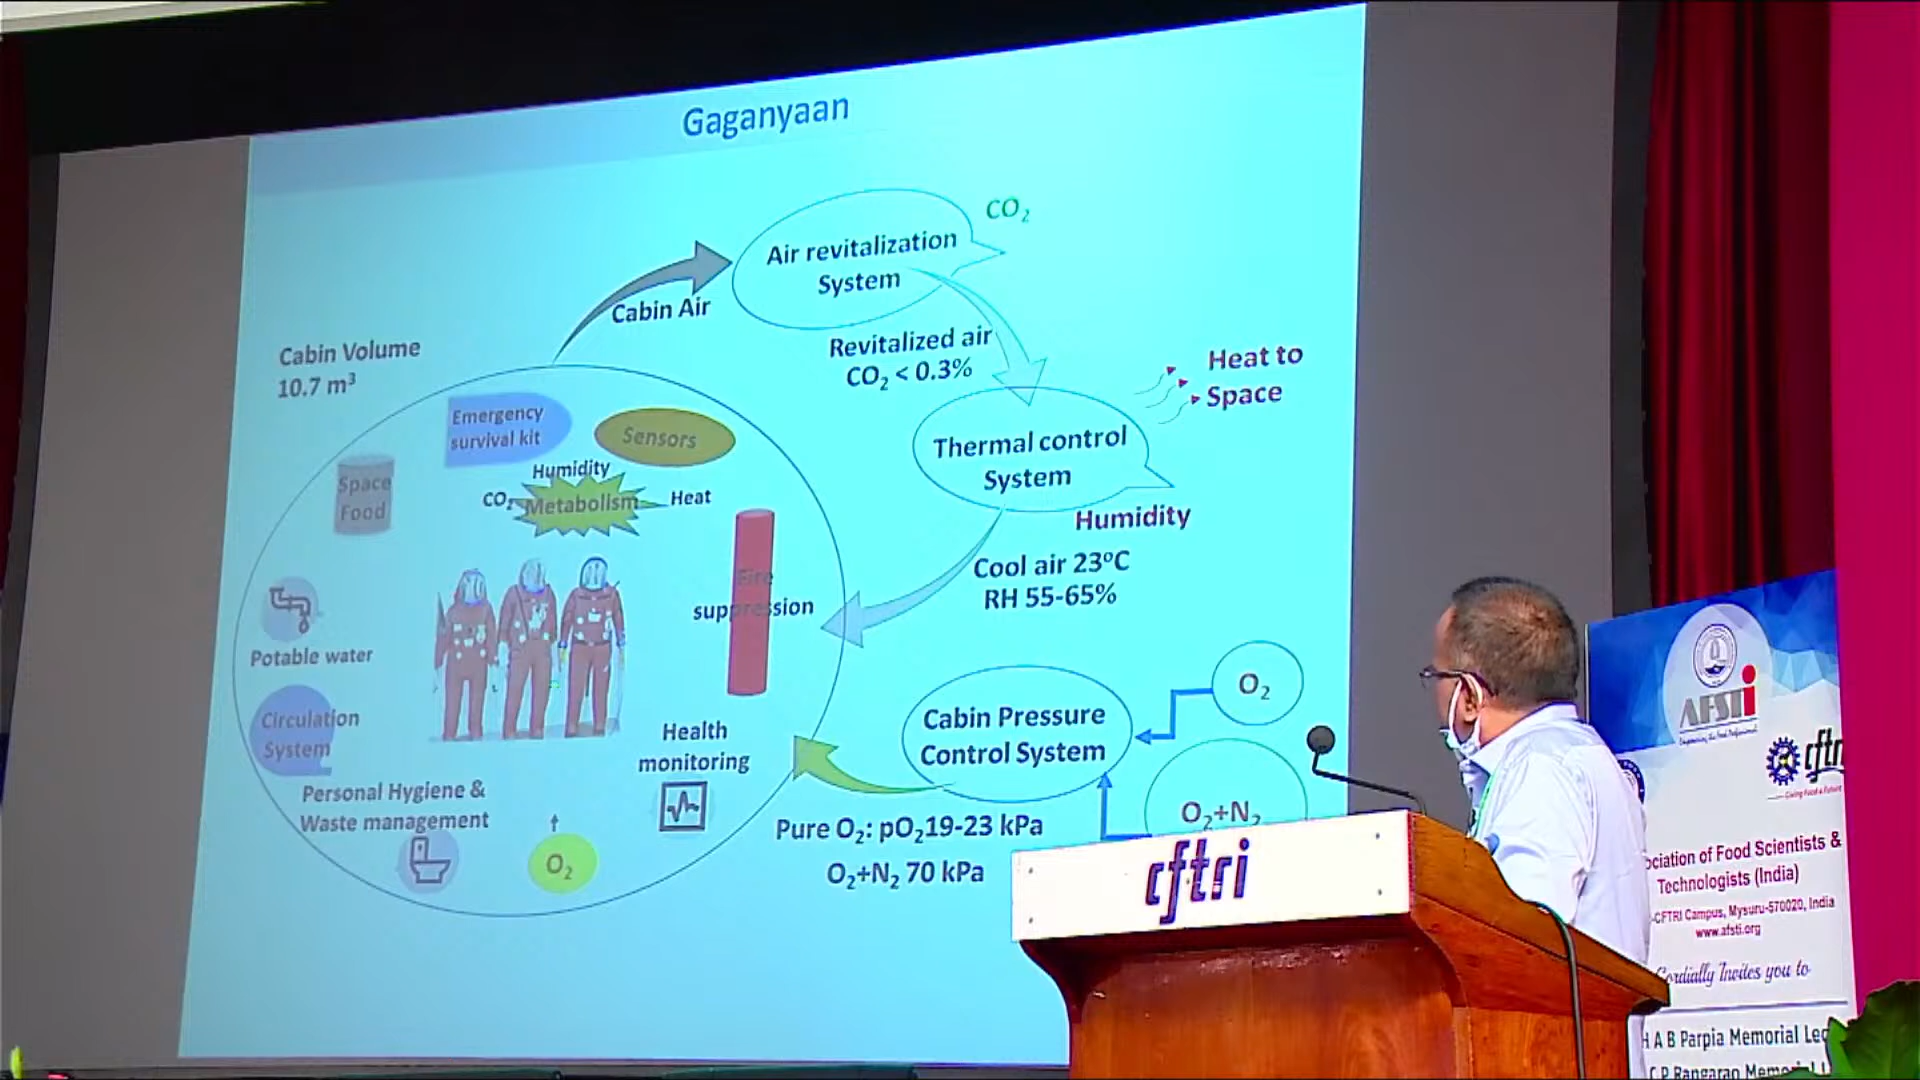 Gaganyaan
CO₂
Air revitalization
System
Cabin Air
Revitalized air
CO₂ < 0.3%
Cabin Volume
10.7 m³
Heat to
Space
Emergency
survival kit
Sensors
Humidity
CO₂
Metabolism
Heat
Space
Food
Thermal control
System
Humidity
Cool air 23ºC
RH 55-65%
Fire
suppression
Potable water
Circulation
System
Health
monitoring
Personal Hygiene &
Waste management
O₂
Cabin Pressure
Control System
O₂
O₂+N₂
Pure O₂: pO₂19-23 kPa
O₂+N₂ 70 kPa
cftri
AFSTi
cftri
ociation of Food Scientists &
Technologists (India)
-CFTRI Campus, Mysuru-570020, India
www.afsti.org
Cordially Invites you to
H A B Parpia Memorial Lec
C P Rangarao Memorial